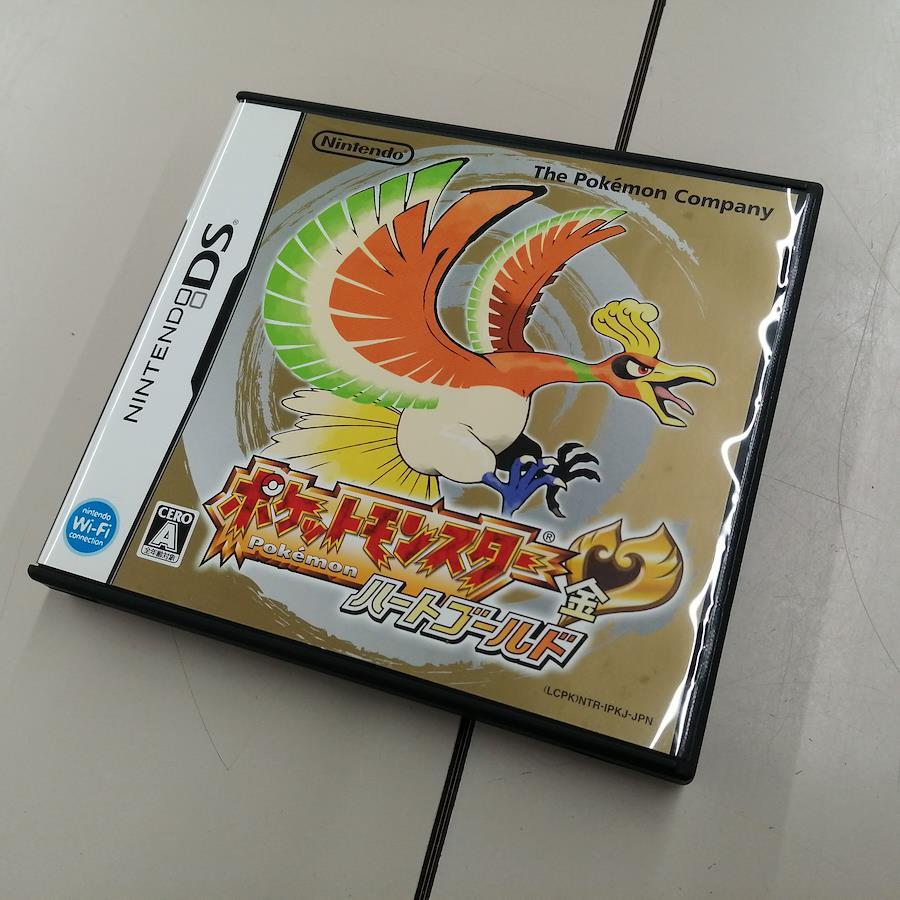 Nintendo®
The Pokémon Company
NINTENDO DS®
ポケットモンスター®
Pokémon
金
ハートゴールド
nintendo
Wi-Fi
connection
CERO
A
全年齢対象
(LCPK)NTR-IPKJ-JPN